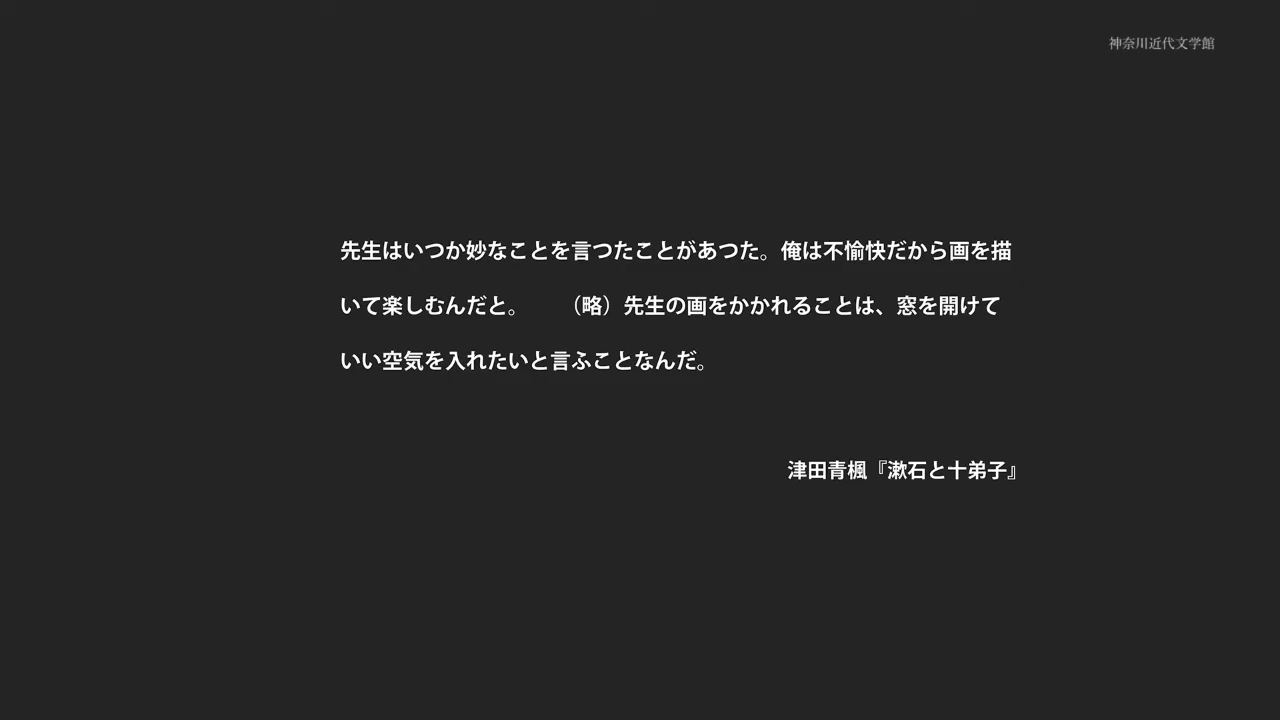 神奈川近代文学館
先生はいつか妙なことを言つたことがあつた。俺は不愉快だから画を描
いて楽しむんだと。　（略）先生の画をかかれることは、窓を開けて
いい空気を入れたいと言ふことなんだ。
津田青楓『漱石と十弟子』